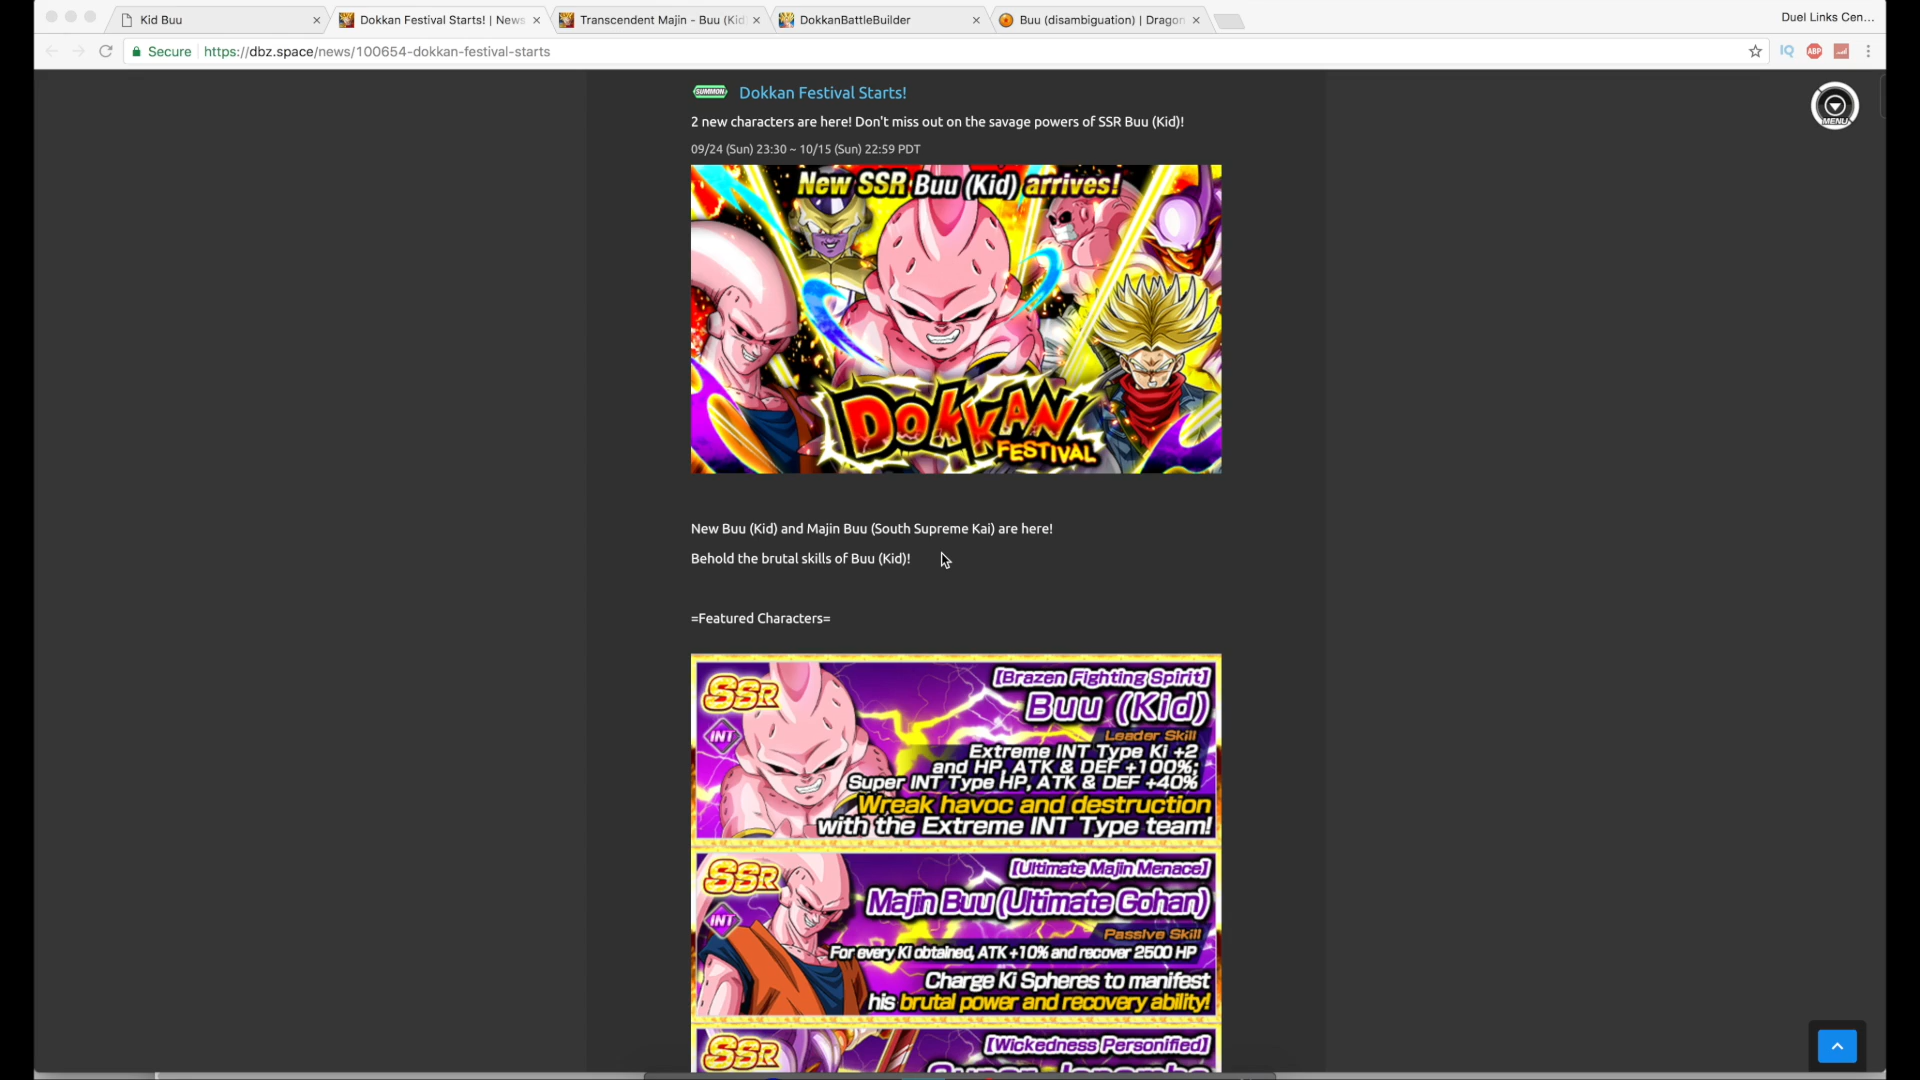 Kid Buu
Dokkan Festival Starts! | News
Transcendent Majin - Buu (Kid
DokkanBattleBuilder
Buu (disambiguation) | Dragon
Duel Links Cen...
Secure
https://dbz.space/news/100654-dokkan-festival-starts
IQ
ABP
MENU
SUMMON
Dokkan Festival Starts!
2 new characters are here! Don't miss out on the savage powers of SSR Buu (Kid)!
09/24 (Sun) 23:30 ~ 10/15 (Sun) 22:59 PDT
New SSR Buu (Kid) arrives!
DOKKAN
FESTIVAL
New Buu (Kid) and Majin Buu (South Supreme Kai) are here!
Behold the brutal skills of Buu (Kid)!
=Featured Characters=
SSR
INT
[Brazen Fighting Spirit]
Buu (Kid)
Leader Skill
Extreme INT Type Ki +2
and HP, ATK & DEF +100%;
Super INT Type HP, ATK & DEF +40%
Wreak havoc and destruction
with the Extreme INT Type team!
SSR
INT
[Ultimate Majin Menace]
Majin Buu (Ultimate Gohan)
Passive Skill
For every Ki obtained, ATK +10% and recover 2500 HP
Charge Ki Spheres to manifest
his brutal power and recovery ability!
SSR
[Wickedness Personified]
Super Janemba